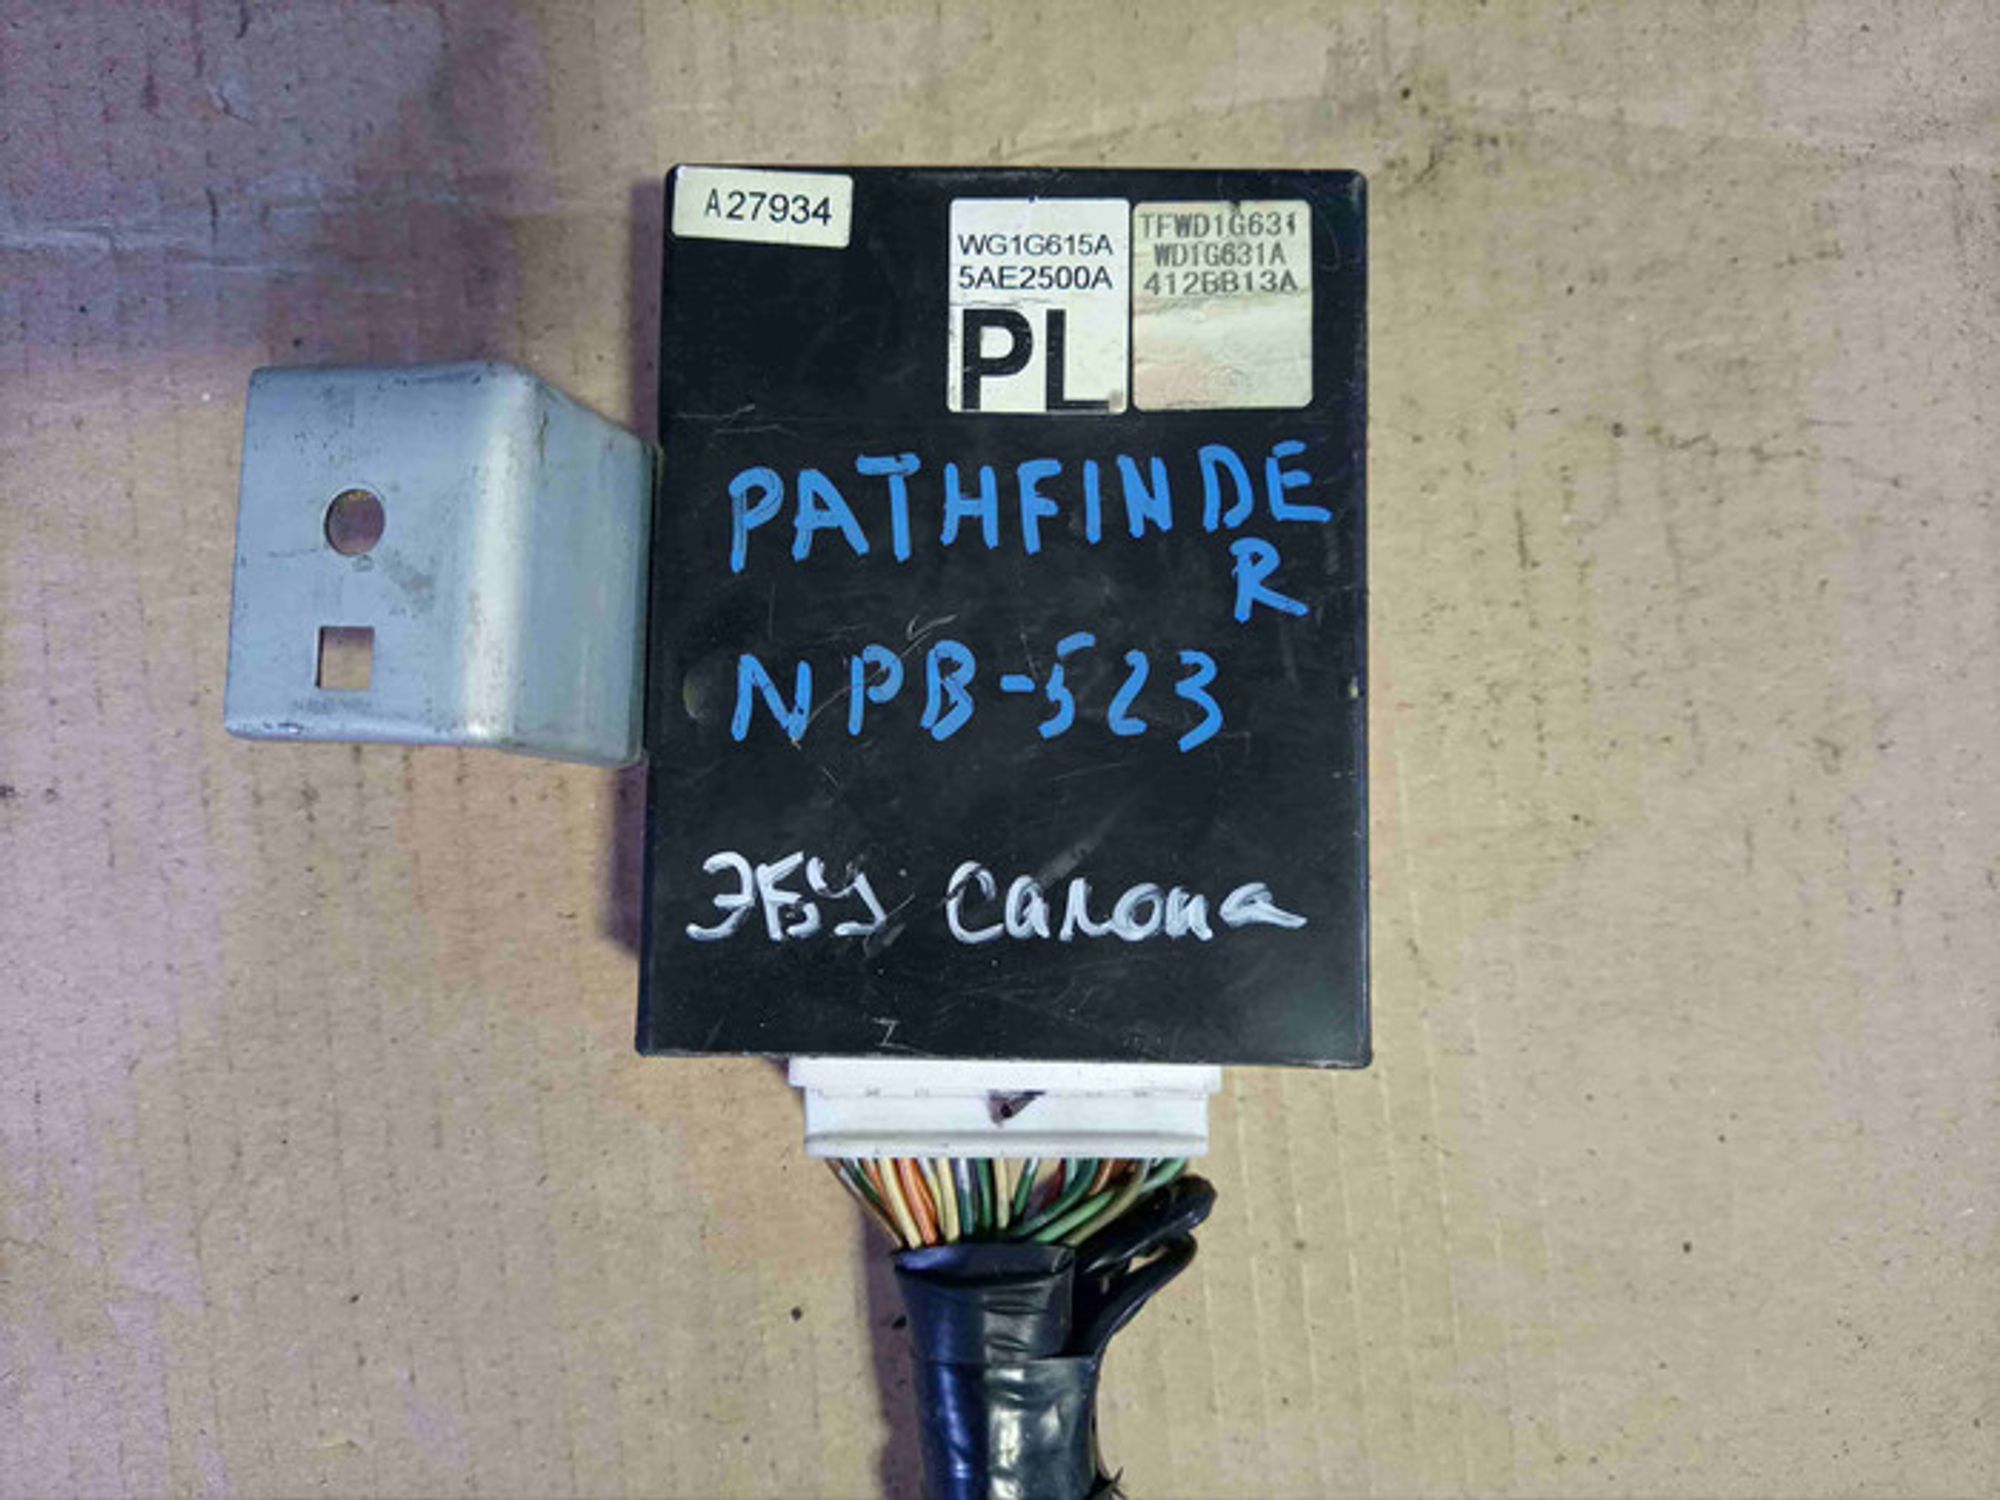 A27934
WG1G615A
5AE2500A
PL
TFWD1G631
WD1G631A
412BB13A
PATHFINDE
R
NPB-523
ЭБУ Салона